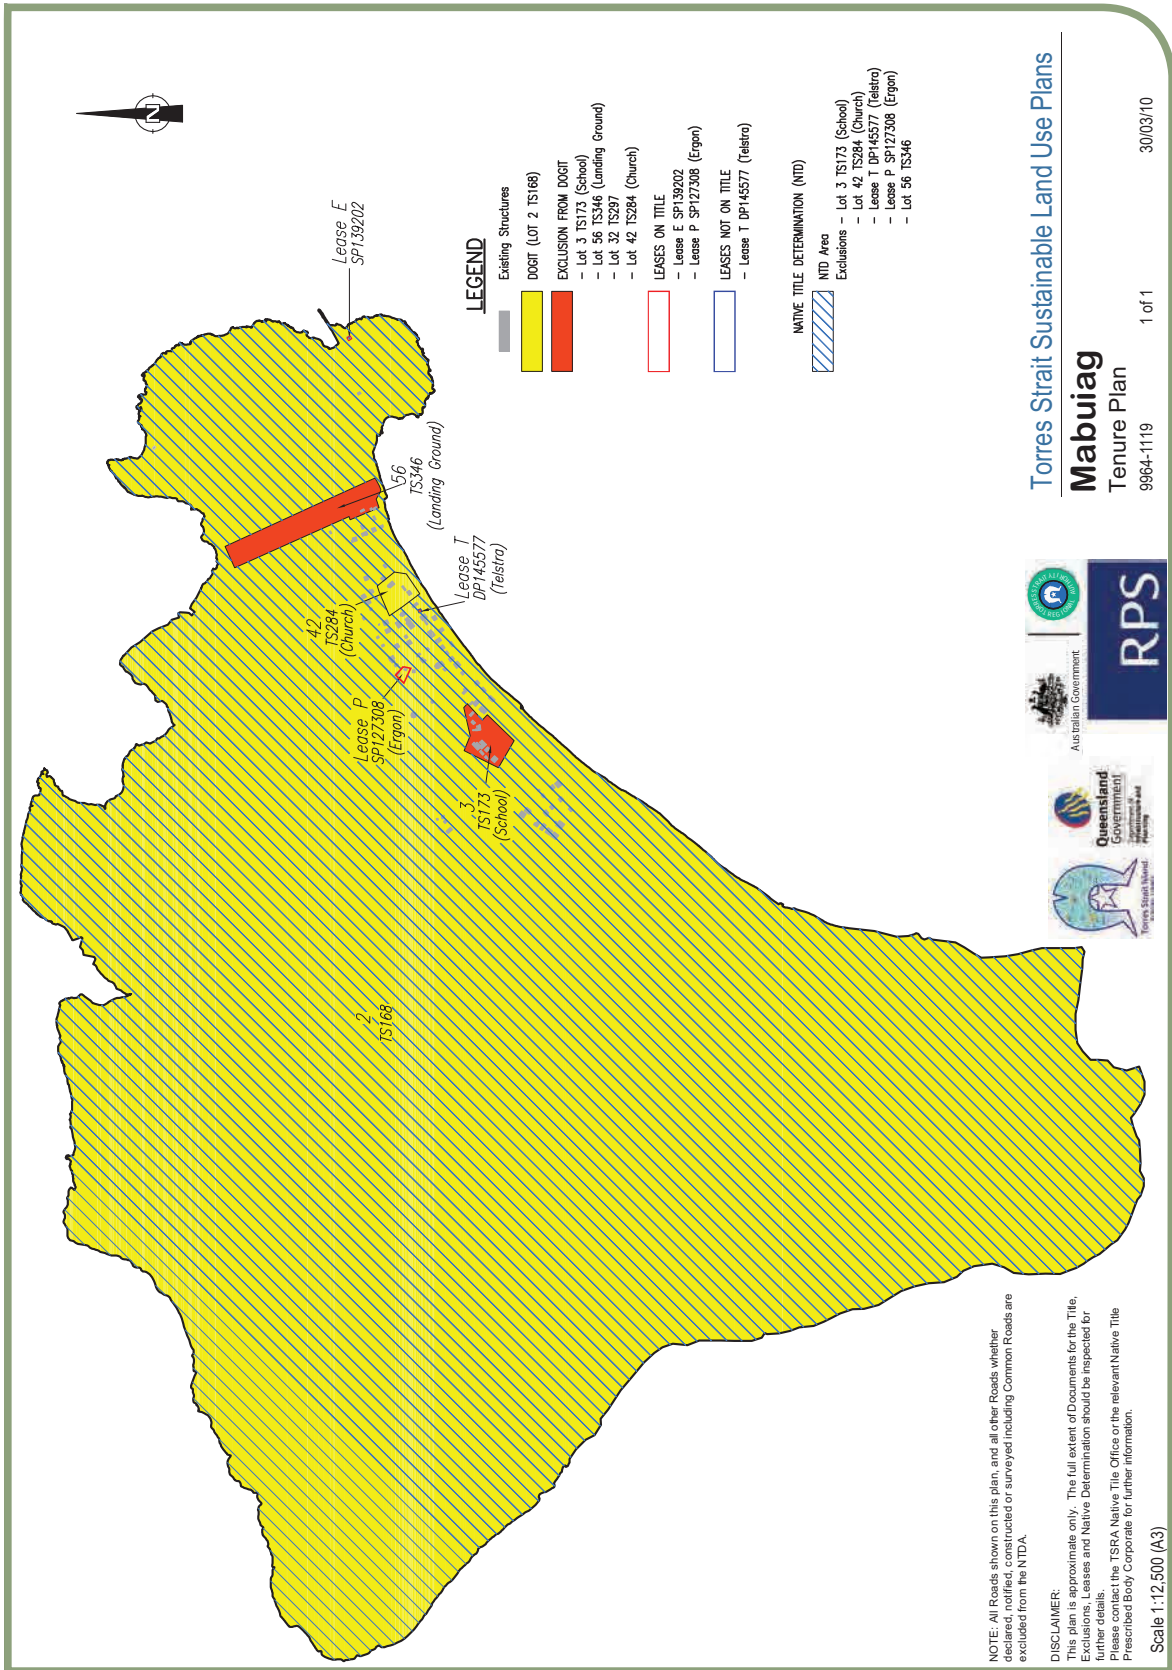 N
Lease E
SP139202
56
TS346
(Landing Ground)
Lease T
DP145577
(Telstra)
42
TS284
(Church)
Lease P
SP127308
(Ergon)
3
TS173
(School)
2
TS168
LEGEND
Existing Structures
DOGIT (LOT 2 TS168)
EXCLUSION FROM DOGIT
- Lot 3 TS173 (School)
- Lot 56 TS346 (Landing Ground)
- Lot 32 TS297
- Lot 42 TS284 (Church)
LEASES ON TITLE
- Lease E SP139202
- Lease P SP127308 (Ergon)
LEASES NOT ON TITLE
- Lease T DP145577 (Telstra)
NATIVE TITLE DETERMINATION (NTD)
NTD Area
Exclusions - Lot 3 TS173 (School)
- Lot 42 TS284 (Church)
- Lease T DP145577 (Telstra)
- Lease P SP127308 (Ergon)
- Lot 56 TS346
NOTE: All Roads shown on this plan, and all other Roads whether
declared, notified, constructed or surveyed including Common Roads are
excluded from the NTDA.
DISCLAIMER:
This plan is approximate only. The full extent of Documents for the Title,
Exclusions, Leases and Native Determination should be inspected for
further details.
Please contact the TSRA Native Title Office or the relevant Native Title
Prescribed Body Corporate for further information.
Scale 1:12,500 (A3)
Torres Strait Island
Queensland
Government
Department of
Infrastructure and
Planning
Australian Government
RPS
Torres Strait Sustainable Land Use Plans
Mabuiag
Tenure Plan
9964-1119
1 of 1
30/03/10